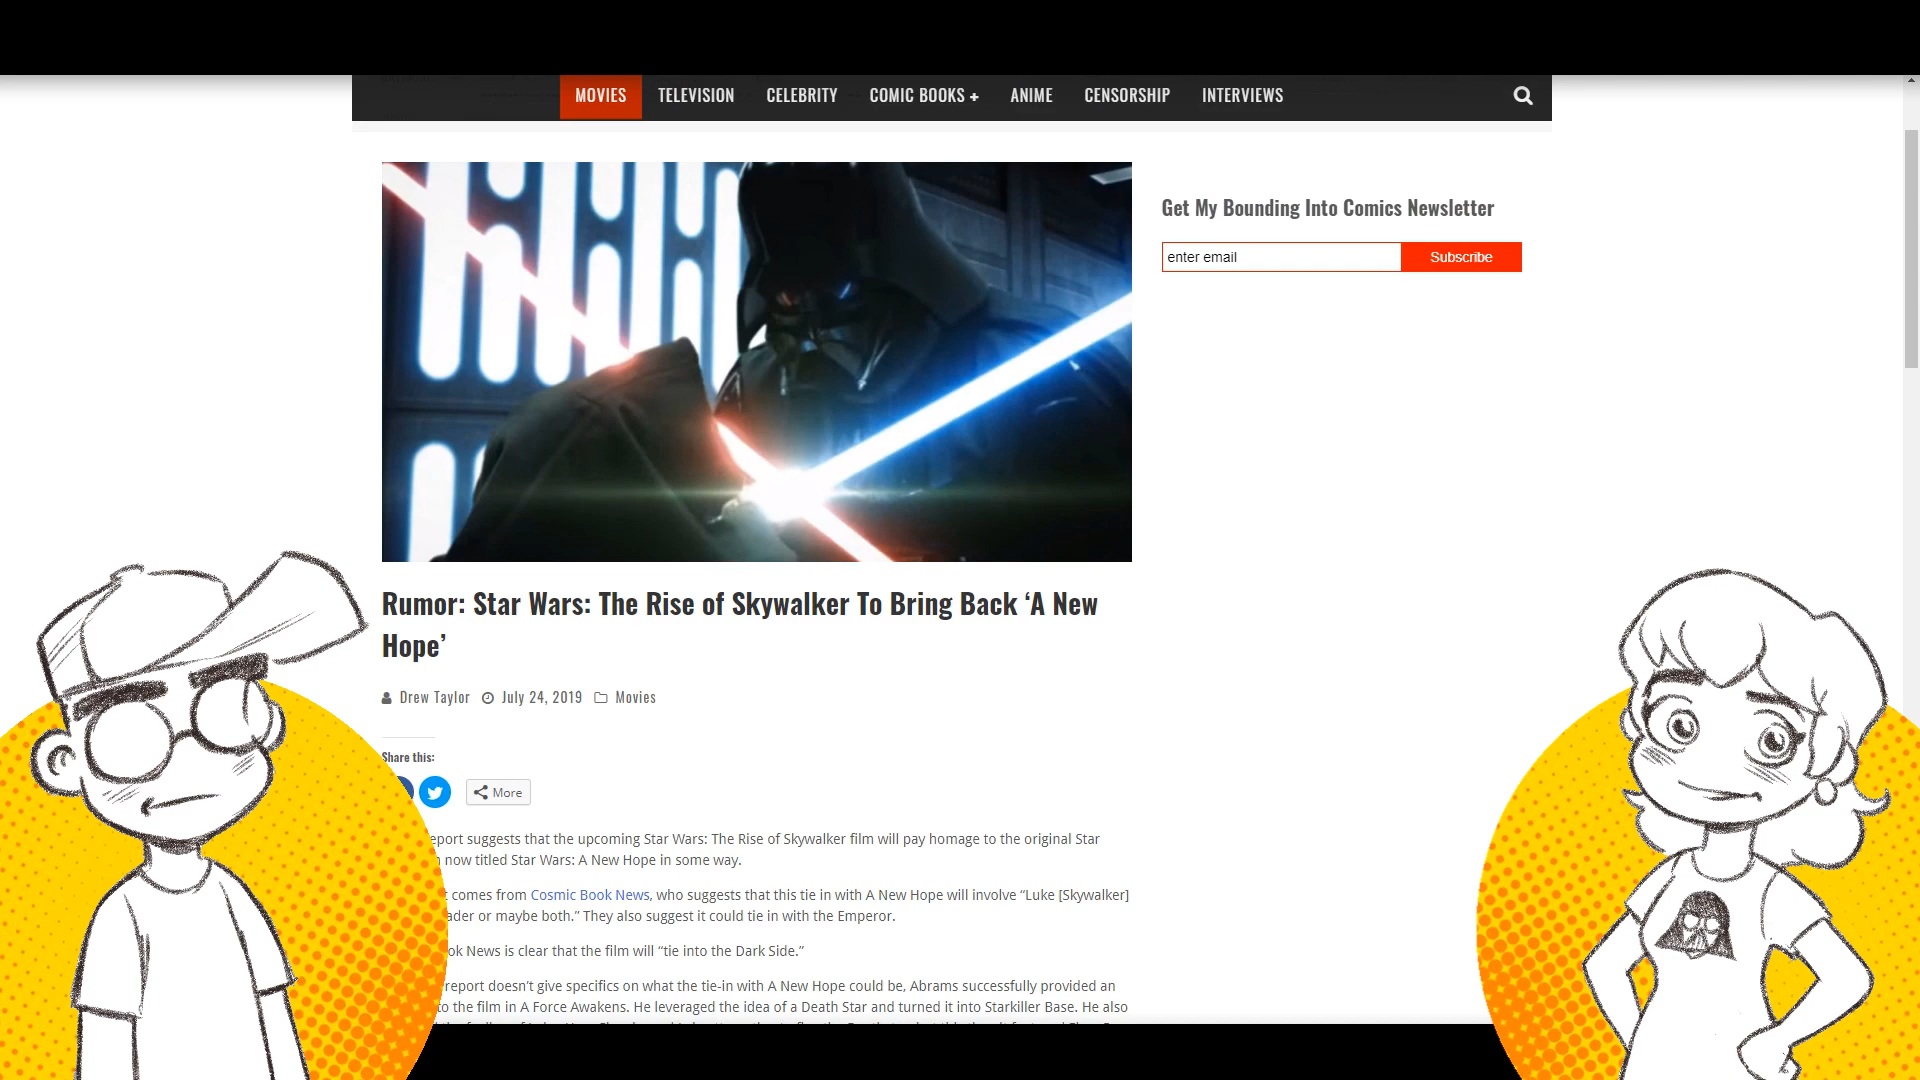 MOVIES TELEVISION CELEBRITY COMIC BOOKS + ANIME CENSORSHIP INTERVIEWS
Get My Bounding Into Comics Newsletter
enter email Subscribe
Rumor: Star Wars: The Rise of Skywalker To Bring Back ‘A New
Hope’
Drew Taylor July 24, 2019 Movies
Share this:
More
suggests that the upcoming Star Wars: The Rise of Skywalker film will pay homage to the original Star
now titled Star Wars: A New Hope in some way.
comes from Cosmic Book News, who suggests that this tie in with A New Hope will involve “Luke [Skywalker]
or maybe both.” They also suggest it could tie in with the Emperor.
News is clear that the film will “tie into the Dark Side.”
report doesn’t give specifics on what the tie-in with A New Hope could be, Abrams successfully provided an
to the film in A Force Awakens. He leveraged the idea of a Death Star and turned it into Starkiller Base. He also